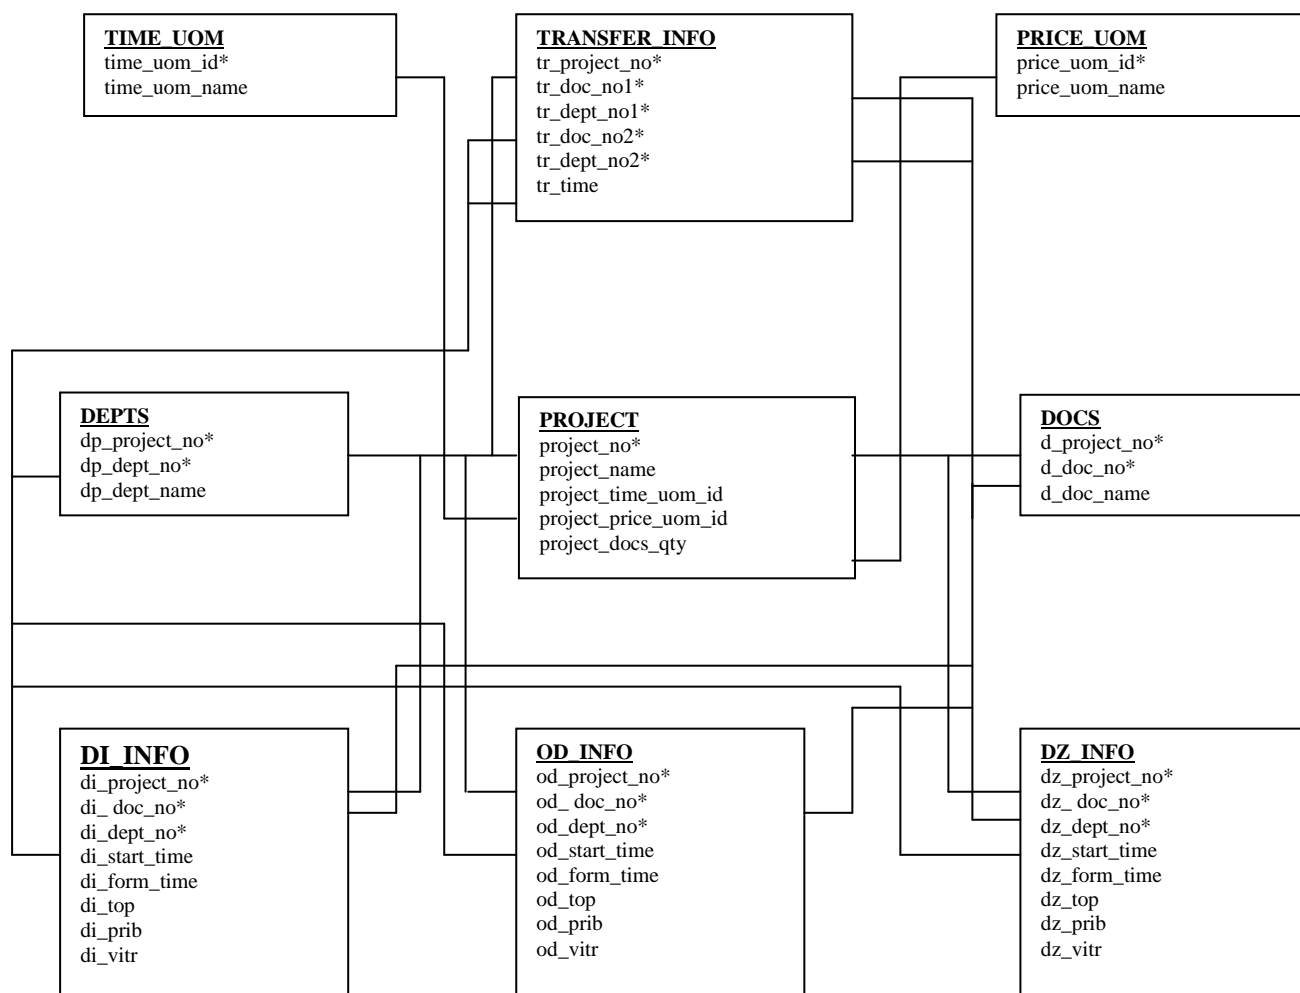 TIME_UOM
time_uom_id*
time_uom_name
TRANSFER_INFO
tr_project_no*
tr_doc_no1*
tr_dept_no1*
tr_doc_no2*
tr_dept_no2*
tr_time
PRICE_UOM
price_uom_id*
price_uom_name
DEPTS
dp_project_no*
dp_dept_no*
dp_dept_name
PROJECT
project_no*
project_name
project_time_uom_id
project_price_uom_id
project_docs_qty
DOCS
d_project_no*
d_doc_no*
d_doc_name
DI_INFO
di_project_no*
di_ doc_no*
di_dept_no*
di_start_time
di_form_time
di_top
di_prib
di_vitr
OD_INFO
od_project_no*
od_ doc_no*
od_dept_no*
od_start_time
od_form_time
od_top
od_prib
od_vitr
DZ_INFO
dz_project_no*
dz_ doc_no*
dz_dept_no*
dz_start_time
dz_form_time
dz_top
dz_prib
dz_vitr